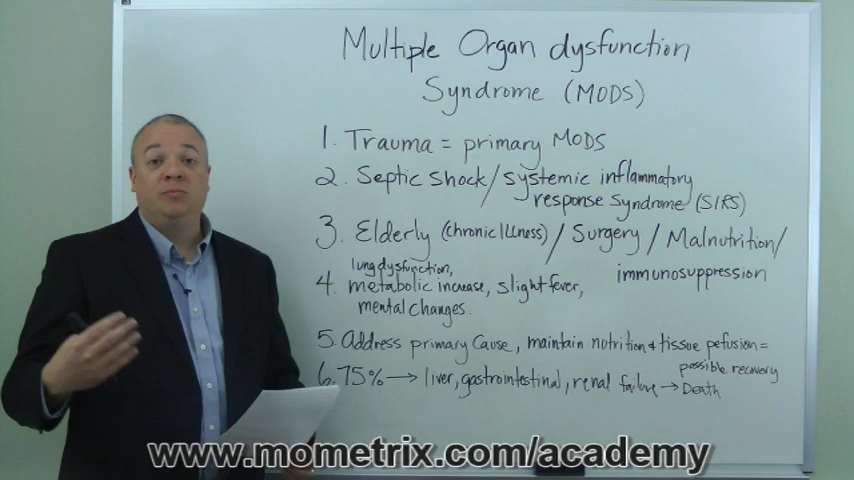 Multiple Organ dysfunction
Syndrome (MODS)
1. Trauma = primary MODS
2. Septic shock/systemic inflammatory
response syndrome (SIRS)
3. Elderly (chronic illness) / Surgery / Malnutrition/
immunosuppression
lung dysfunction,
4. metabolic increase, slight fever,
mental changes.
5. Address primary cause, maintain nutrition & tissue pefusion =
possible recovery
6. 75% → liver, gastrointestinal, renal failure → Death
www.mometrix.com/academy